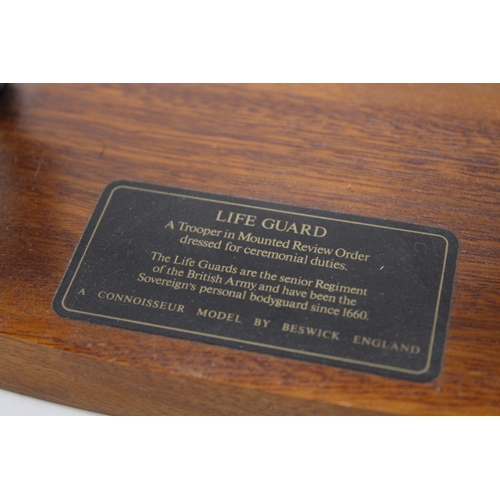 LIFE GUARD
A Trooper in Mounted Review Order
dressed for ceremonial duties.
The Life Guards are the senior Regiment
of the British Army and have been the
Sovereign's personal bodyguard since 1660.
A CONNOISSEUR MODEL BY BESWICK ENGLAND